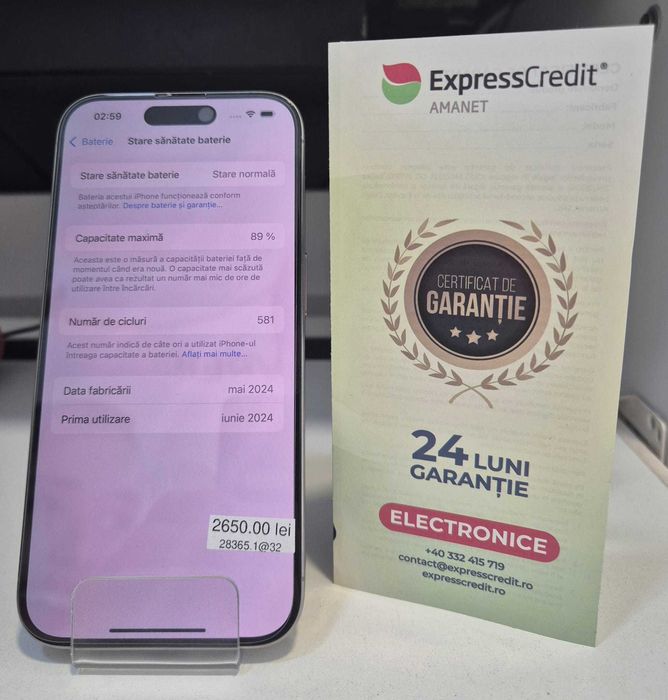 02:59
Baterie
Stare sănătate baterie
Stare sănătate baterie Stare normală
Bateria acestui iPhone funcționează conform
așteptărilor. Despre baterie și garanție...
Capacitate maximă 89 %
Aceasta este o măsură a capacității bateriei față de
momentul când era nouă. O capacitate mai scăzută
poate avea ca rezultat un număr mai mic de ore de
utilizare între încărcări.
Număr de cicluri 581
Acest număr indică de câte ori a utilizat iPhone-ul
întreaga capacitate a bateriei. Aflați mai multe...
Data fabricării mai 2024
Prima utilizare iunie 2024
2650.00 lei
28365.1@32
ExpressCredit®
AMANET
CERTIFICAT DE
GARANȚIE
24 LUNI
GARANȚIE
ELECTRONICE
+40 332 415 719
contact@expresscredit.ro
expresscredit.ro